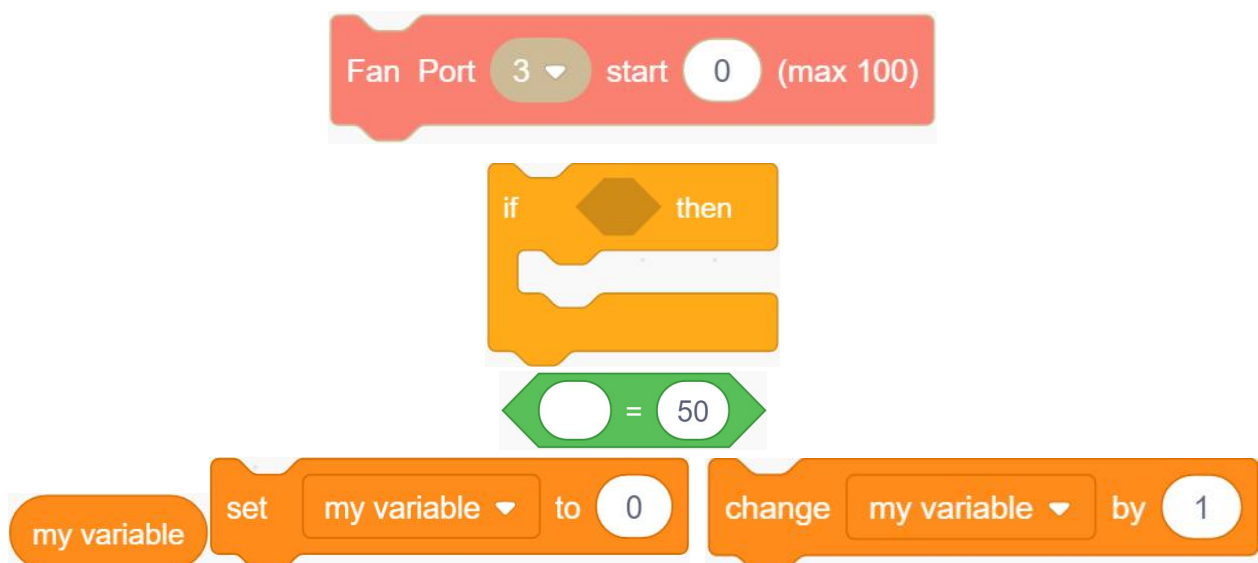 Fan Port 3 start 0 (max 100)
if then
= 50
my variable set my variable to 0 change my variable by 1